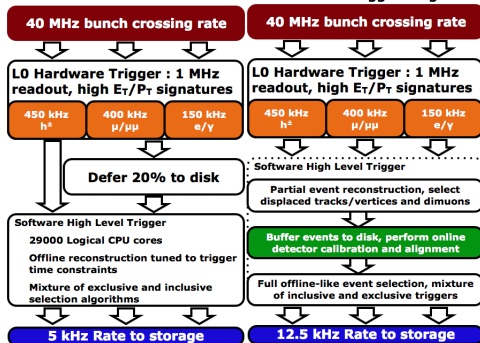 40 MHz bunch crossing rate
L0 Hardware Trigger : 1 MHz
readout, high ET/PT signatures
450 kHz
h±
400 kHz
μ/μμ
150 kHz
e/γ
Defer 20% to disk
Software High Level Trigger
29000 Logical CPU cores
Offline reconstruction tuned to trigger
time constraints
Mixture of exclusive and inclusive
selection algorithms
5 kHz Rate to storage
40 MHz bunch crossing rate
L0 Hardware Trigger : 1 MHz
readout, high ET/PT signatures
450 kHz
h±
400 kHz
μ/μμ
150 kHz
e/γ
Software High Level Trigger
Partial event reconstruction, select
displaced tracks/vertices and dimuons
Buffer events to disk, perform online
detector calibration and alignment
Full offline-like event selection, mixture
of inclusive and exclusive triggers
12.5 kHz Rate to storage